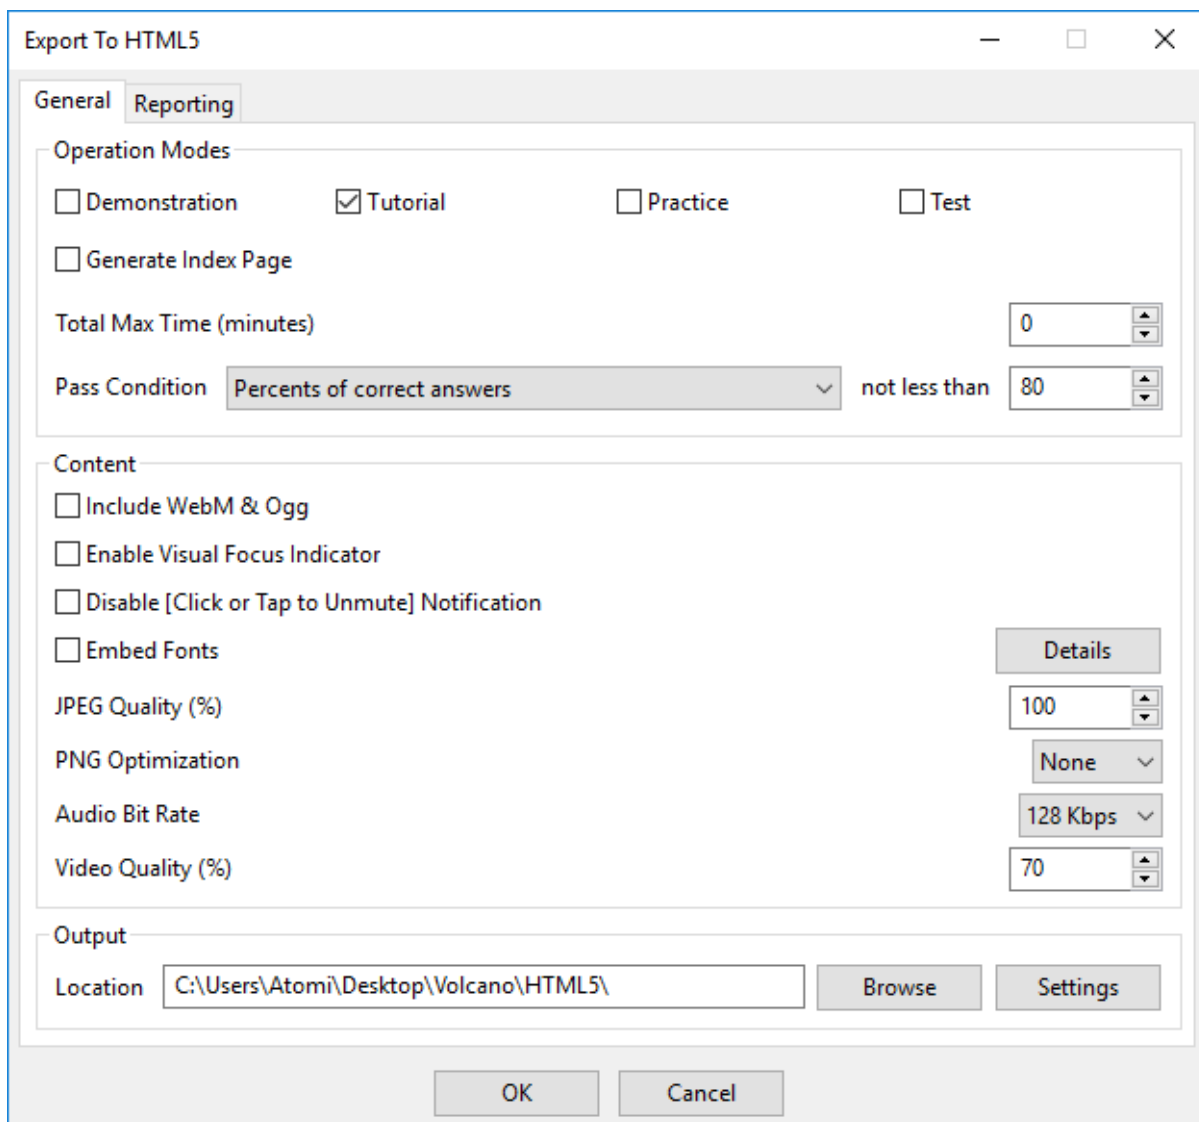 Export To HTML5
General Reporting
Operation Modes
Demonstration Tutorial Practice Test
Generate Index Page
Total Max Time (minutes) 0
Pass Condition Percents of correct answers not less than 80
Content
Include WebM & Ogg
Enable Visual Focus Indicator
Disable [Click or Tap to Unmute] Notification
Embed Fonts Details
JPEG Quality (%) 100
PNG Optimization None
Audio Bit Rate 128 Kbps
Video Quality (%) 70
Output
Location C:\Users\Atomi\Desktop\Volcano\HTML5\ Browse Settings
OK Cancel